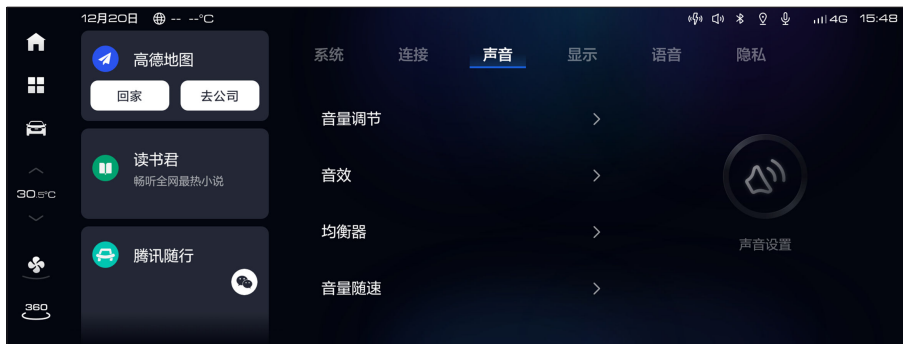 12月20日 -- --°C
4G 15:48
高德地图
回家 去公司
读书君
畅听全网最热小说
腾讯随行
30.5°C
360
系统 连接 声音 显示 语音 隐私
音量调节
音效
均衡器
音量随速
声音设置